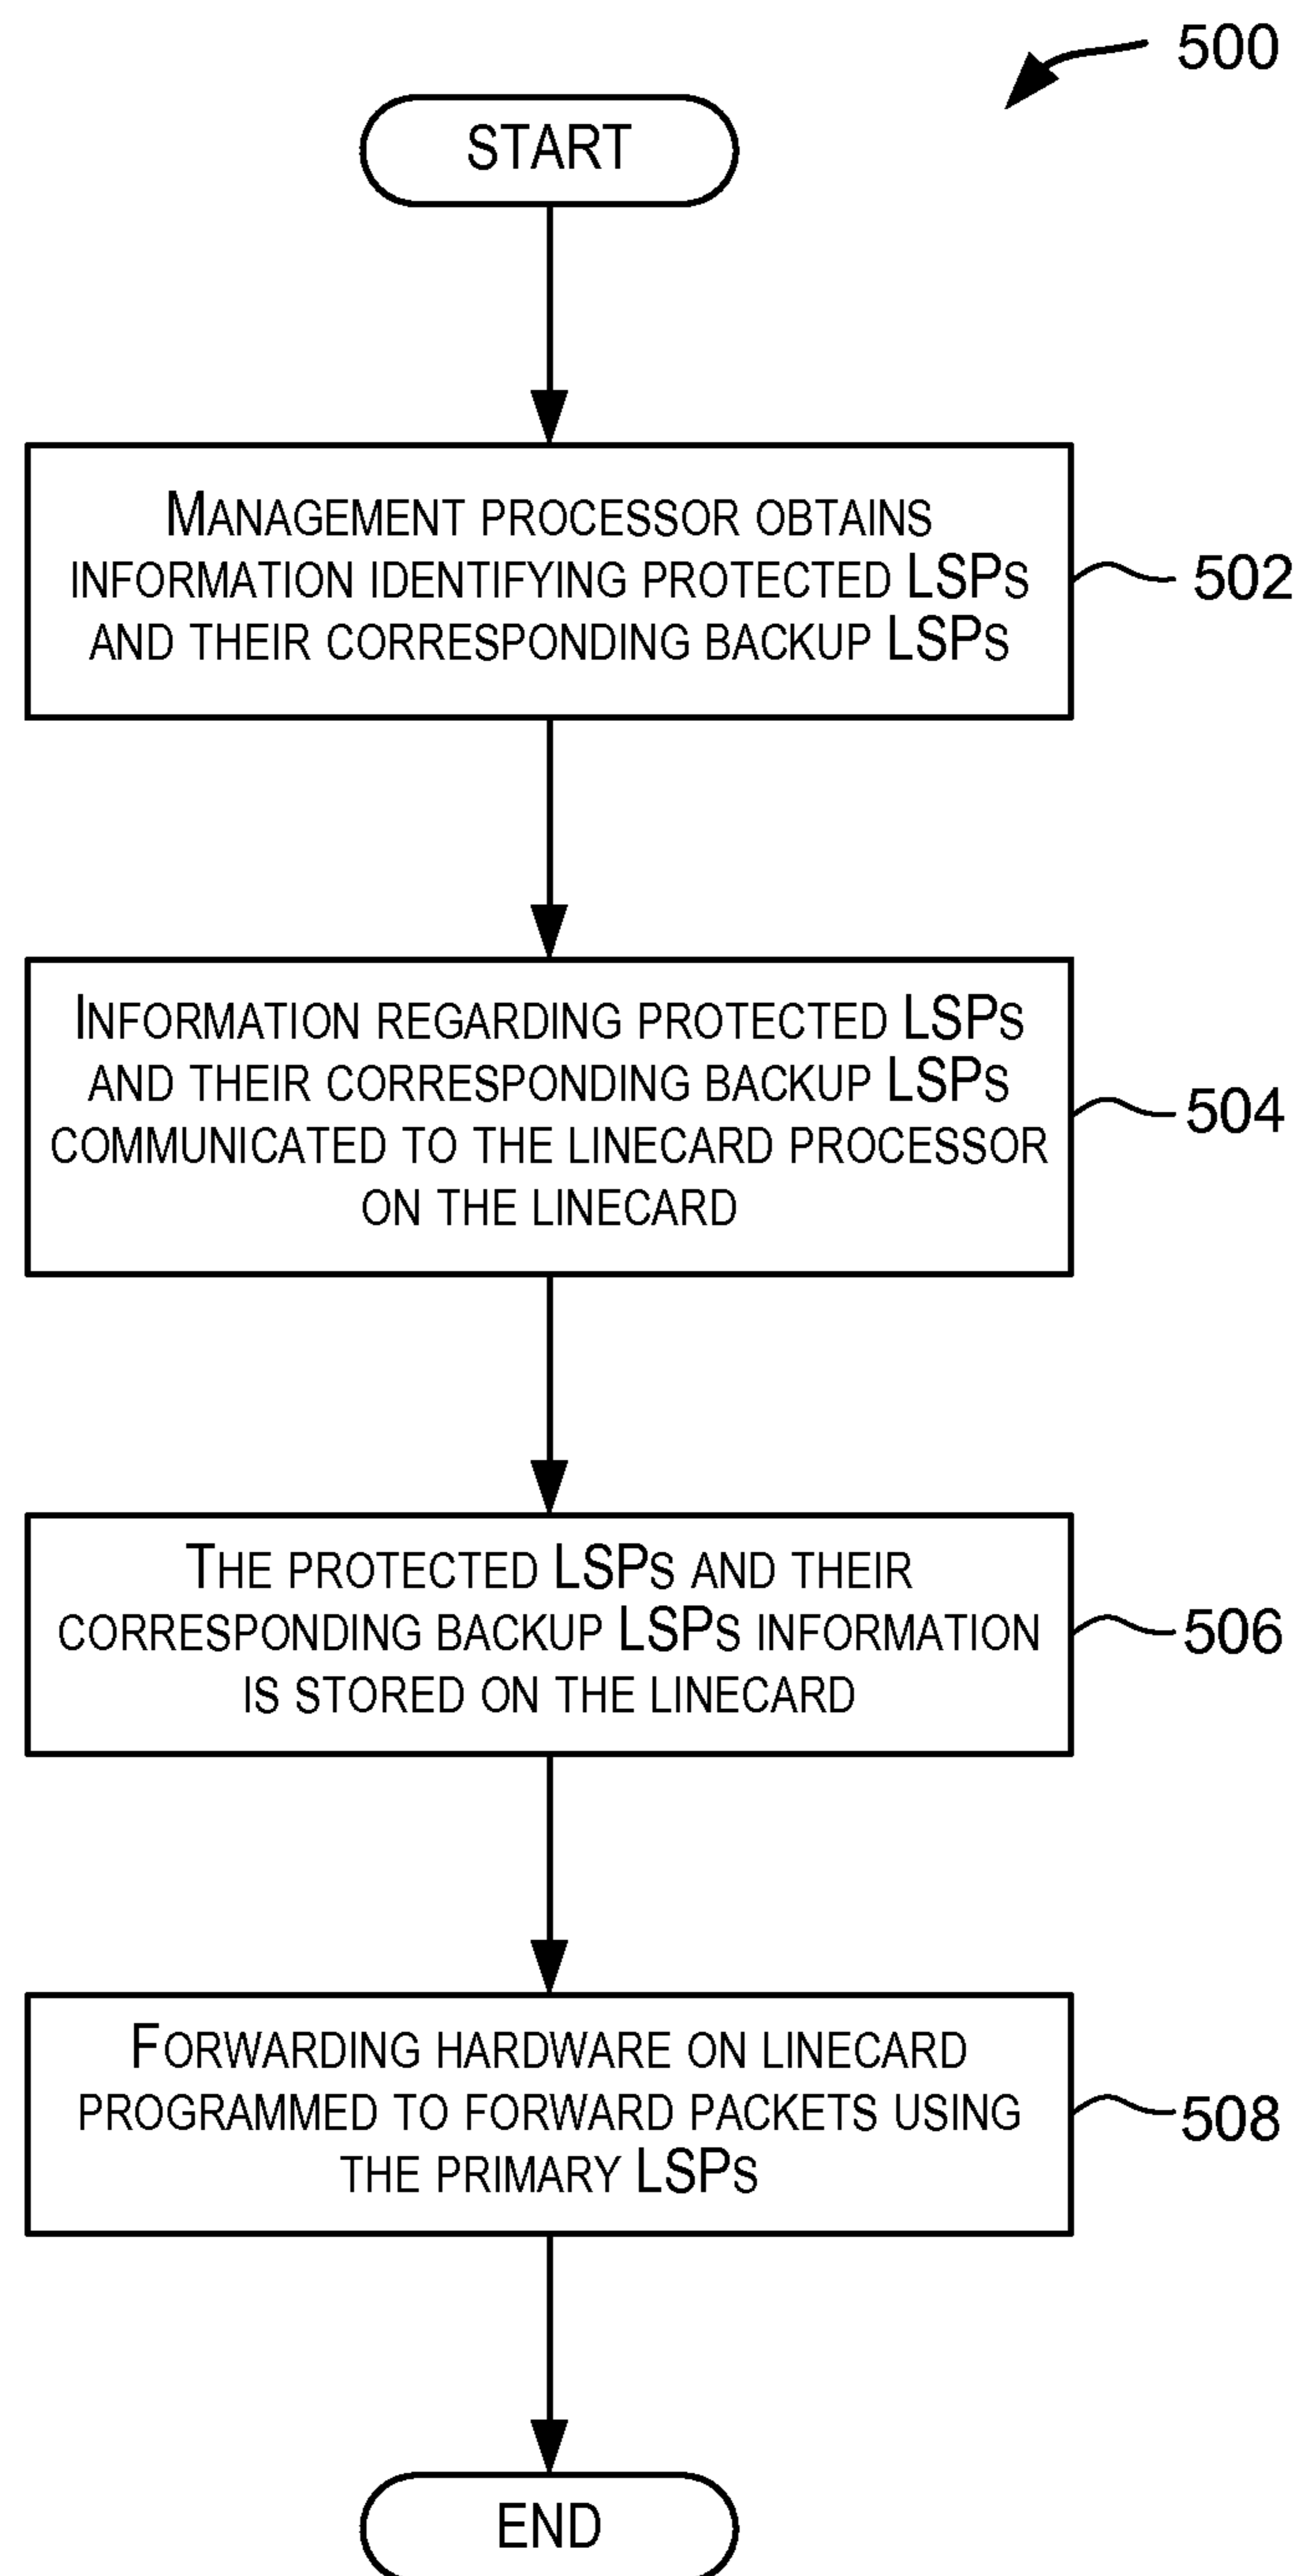 500
START
MANAGEMENT PROCESSOR OBTAINS
INFORMATION IDENTIFYING PROTECTED LSPS
AND THEIR CORRESPONDING BACKUP LSPS
502
INFORMATION REGARDING PROTECTED LSPS
AND THEIR CORRESPONDING BACKUP LSPS
COMMUNICATED TO THE LINECARD PROCESSOR
ON THE LINECARD
504
THE PROTECTED LSPS AND THEIR
CORRESPONDING BACKUP LSPS INFORMATION
IS STORED ON THE LINECARD
506
FORWARDING HARDWARE ON LINECARD
PROGRAMMED TO FORWARD PACKETS USING
THE PRIMARY LSPS
508
END